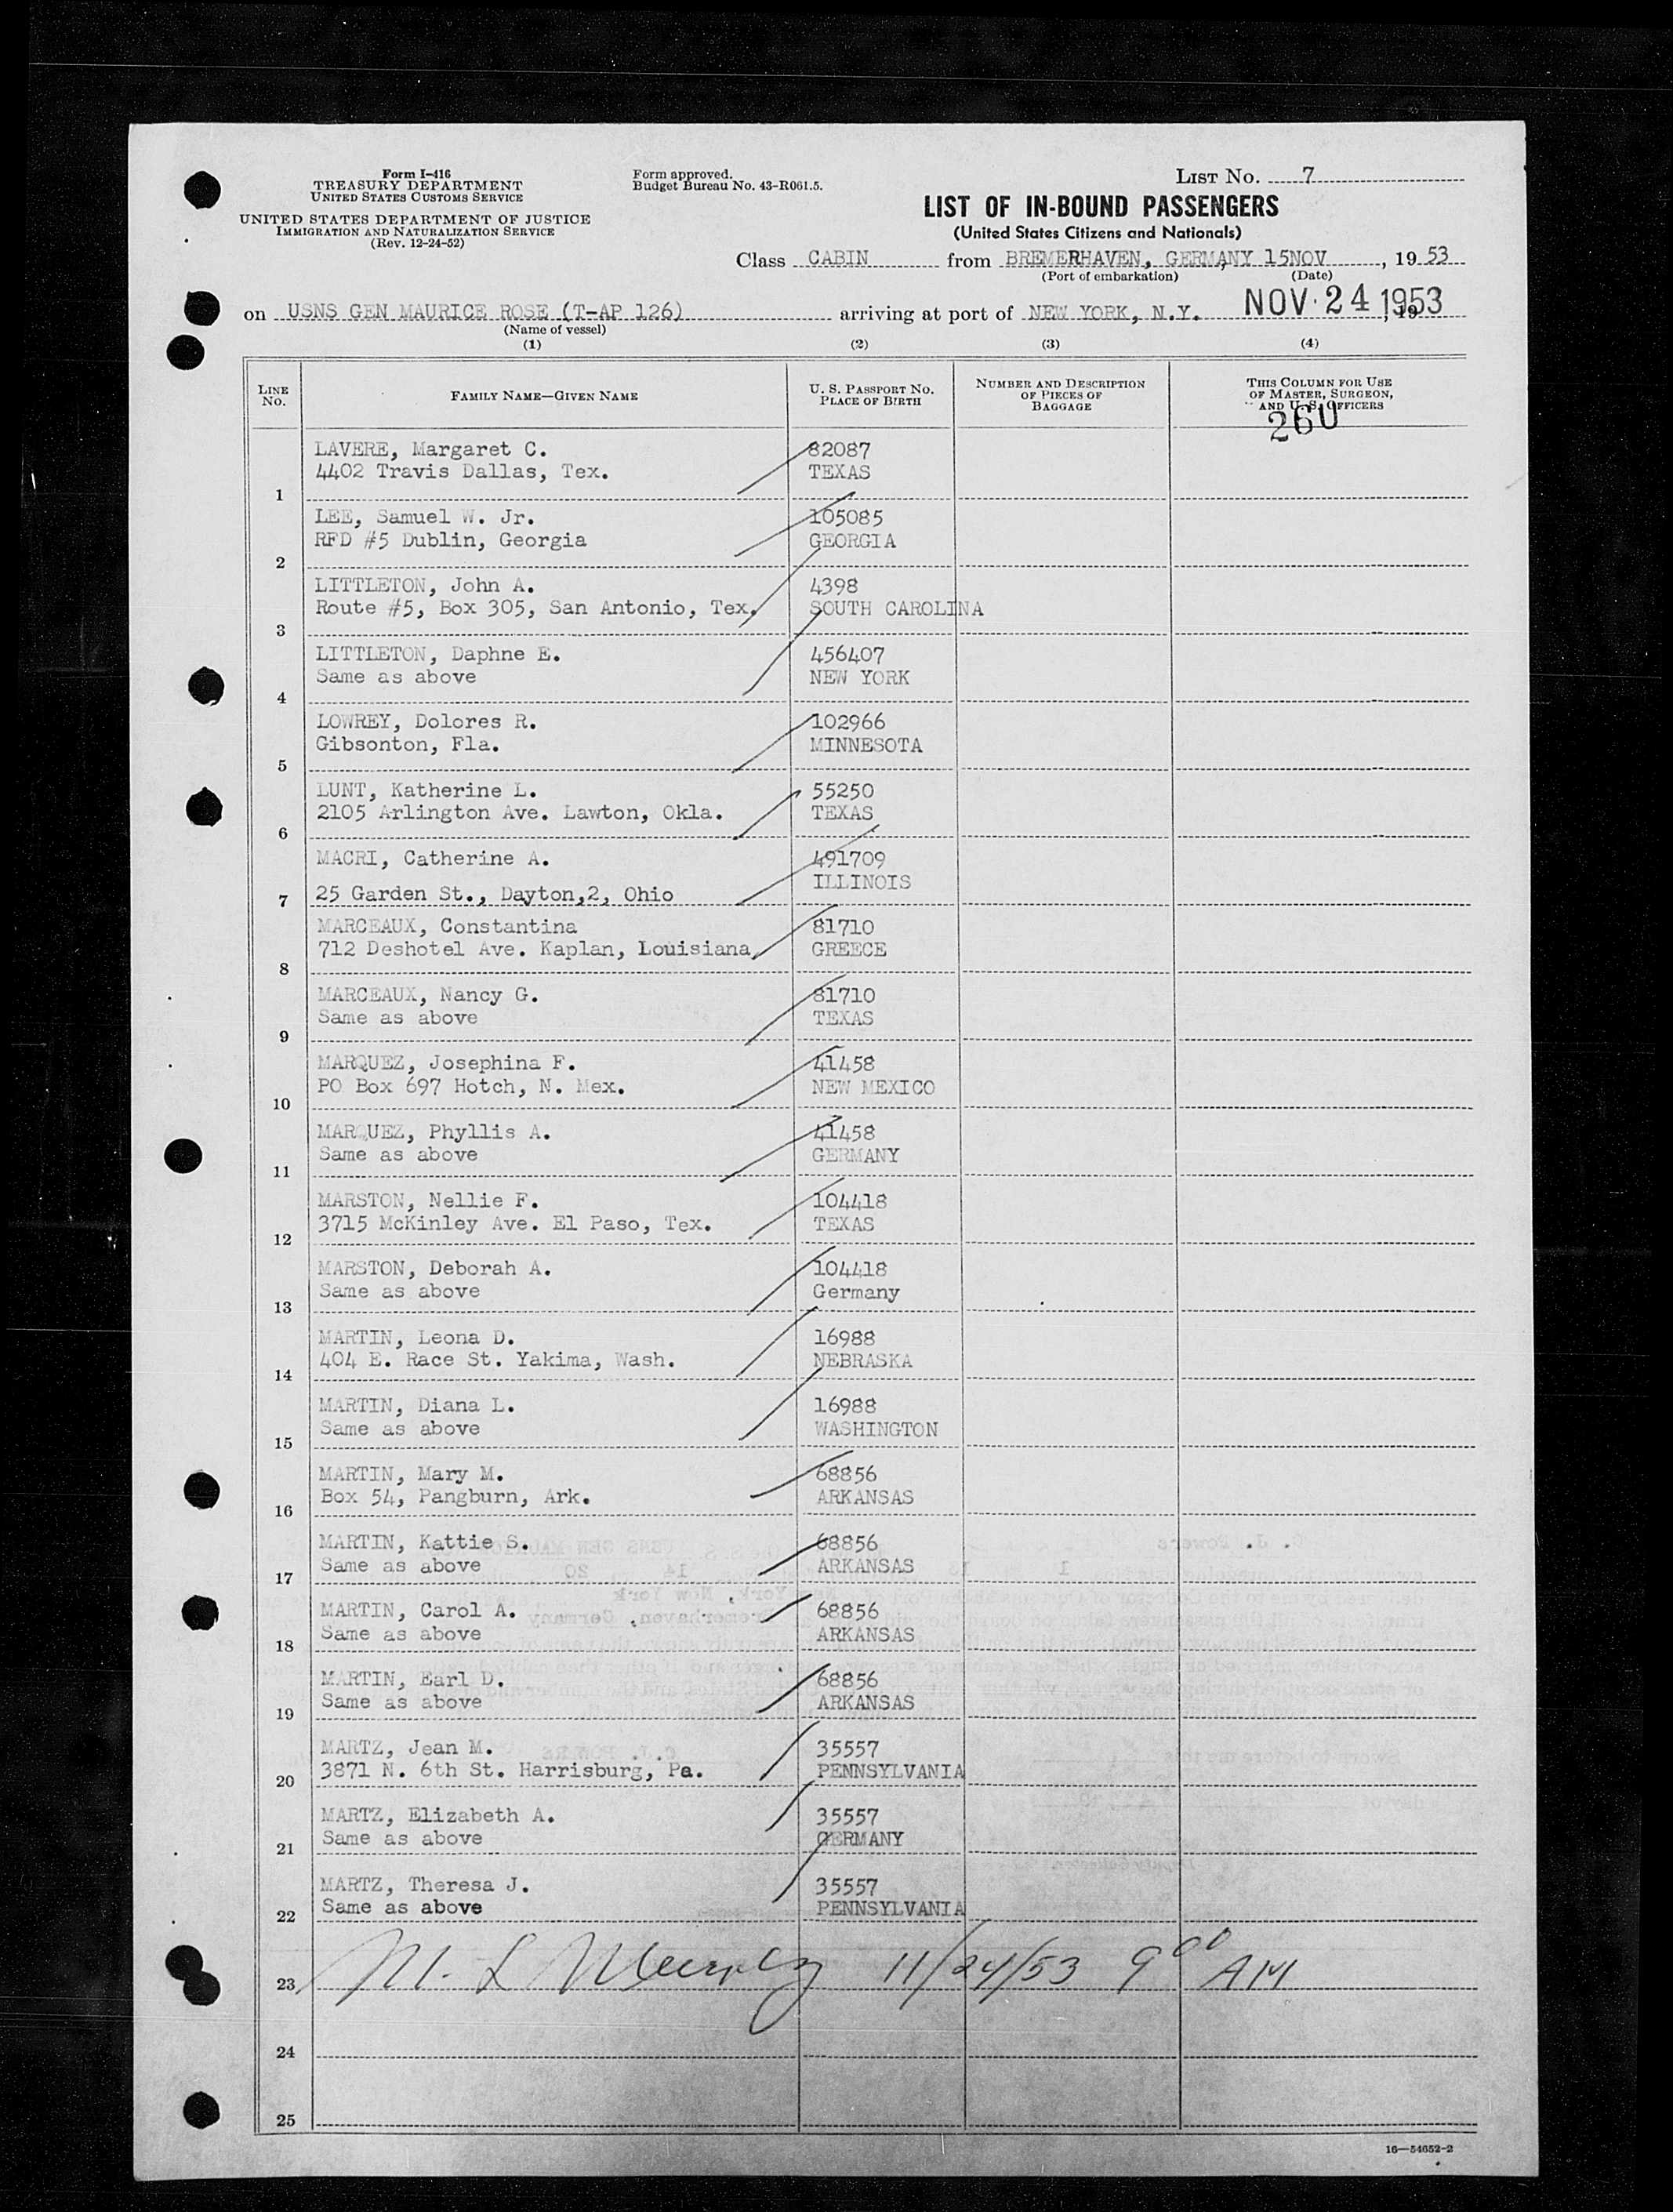 Form I-416
TREASURY DEPARTMENT
UNITED STATES CUSTOMS SERVICE
UNITED STATES DEPARTMENT OF JUSTICE
IMMIGRATION AND NATURALIZATION SERVICE
(Rev. 12-24-52)
Form approved.
Budget Bureau No. 43-R061.5.
LIST No. 7
LIST OF IN-BOUND PASSENGERS
(United States Citizens and Nationals)
Class CABIN from BREMERHAVEN, GERMANY 15NOV, 19 53
(Port of embarkation) (Date)
on USNS GEN MAURICE ROSE (T-AP 126) arriving at port of NEW YORK, N.Y. NOV 24 1953, 19
(Name of vessel)
(1) (2) (3) (4)
LINE No. FAMILY NAME—GIVEN NAME U. S. PASSPORT No. PLACE OF BIRTH NUMBER AND DESCRIPTION OF PIECES OF BAGGAGE THIS COLUMN FOR USE OF MASTER, SURGEON, AND U. S. OFFICERS
260
LAVERE, Margaret C. 82087
4402 Travis Dallas, Tex. TEXAS
1
LEE, Samuel W. Jr. 105085
RFD #5 Dublin, Georgia GEORGIA
2
LITTLETON, John A. 4398
Route #5, Box 305, San Antonio, Tex. SOUTH CAROLINA
3
LITTLETON, Daphne E. 456407
Same as above NEW YORK
4
LOWREY, Dolores R. 102966
Gibsonton, Fla. MINNESOTA
5
LUNT, Katherine L. 55250
2105 Arlington Ave. Lawton, Okla. TEXAS
6
MACRI, Catherine A. 491709
ILLINOIS
7 25 Garden St., Dayton,2, Ohio
MARCEAUX, Constantina 81710
712 Deshotel Ave. Kaplan, Louisiana GREECE
8
MARCEAUX, Nancy G. 81710
Same as above TEXAS
9
MARQUEZ, Josephina F. 41458
PO Box 697 Hotch, N. Mex. NEW MEXICO
10
MARQUEZ, Phyllis A. 41458
Same as above GERMANY
11
MARSTON, Nellie F. 104418
3715 McKinley Ave. El Paso, Tex. TEXAS
12
MARSTON, Deborah A. 104418
Same as above Germany
13
MARTIN, Leona D. 16988
404 E. Race St. Yakima, Wash. NEBRASKA
14
MARTIN, Diana L. 16988
Same as above WASHINGTON
15
MARTIN, Mary M. 68856
Box 54, Pangburn, Ark. ARKANSAS
16
MARTIN, Kattie S. 68856
Same as above ARKANSAS
17
MARTIN, Carol A. 68856
Same as above ARKANSAS
18
MARTIN, Earl D. 68856
Same as above ARKANSAS
19
MARTZ, Jean M. 35557
3871 N. 6th St. Harrisburg, Pa. PENNSYLVANIA
20
MARTZ, Elizabeth A. 35557
Same as above GERMANY
21
MARTZ, Theresa J. 35557
Same as above PENNSYLVANIA
22
23 M. L 11/24/53 9 00 AM
24
25
16—54652-2